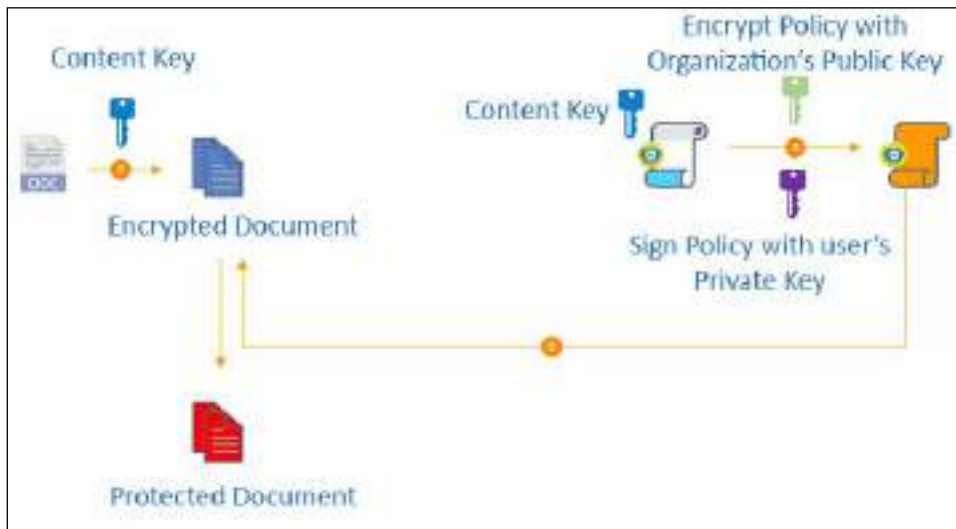 Content Key
DOC
Encrypted Document
Protected Document
Encrypt Policy with
Organization's Public Key
Content Key
Sign Policy with user's
Private Key